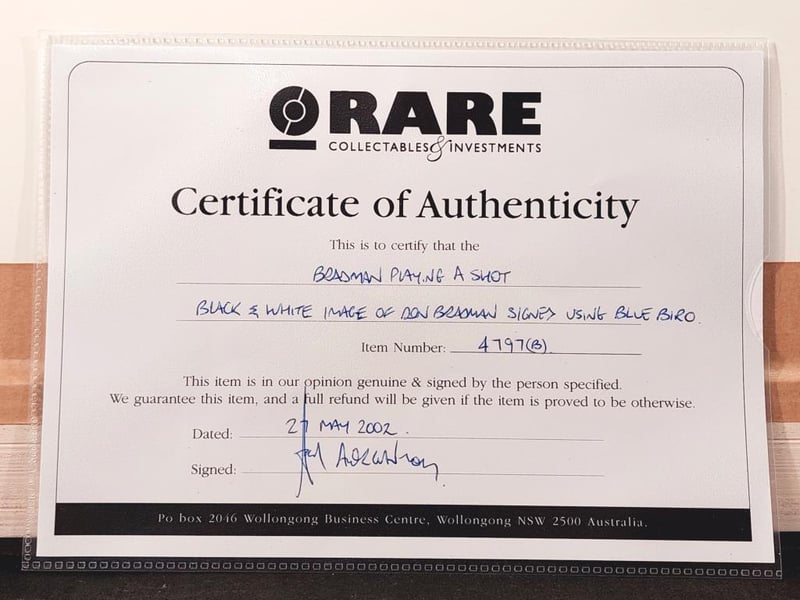 RARE
COLLECTABLES & INVESTMENTS
Certificate of Authenticity
This is to certify that the
BRADMAN PLAYING A SHOT
BLACK & WHITE IMAGE OF DON BRADMAN SIGNED USING BLUE BIRO.
Item Number: 4797(B)
This item is in our opinion genuine & signed by the person specified.
We guarantee this item, and a full refund will be given if the item is proved to be otherwise.
Dated: 27 MAY 2002.
Signed:
Po box 2046 Wollongong Business Centre, Wollongong NSW 2500 Australia.